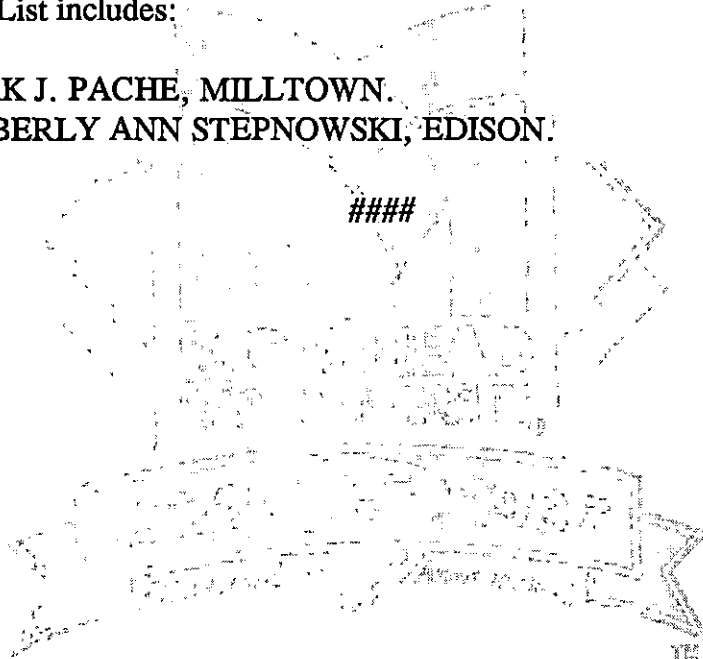 List includes:
K J. PACHE, MILLTOWN.
BERLY ANN STEPNOWSKI, EDISON.
####